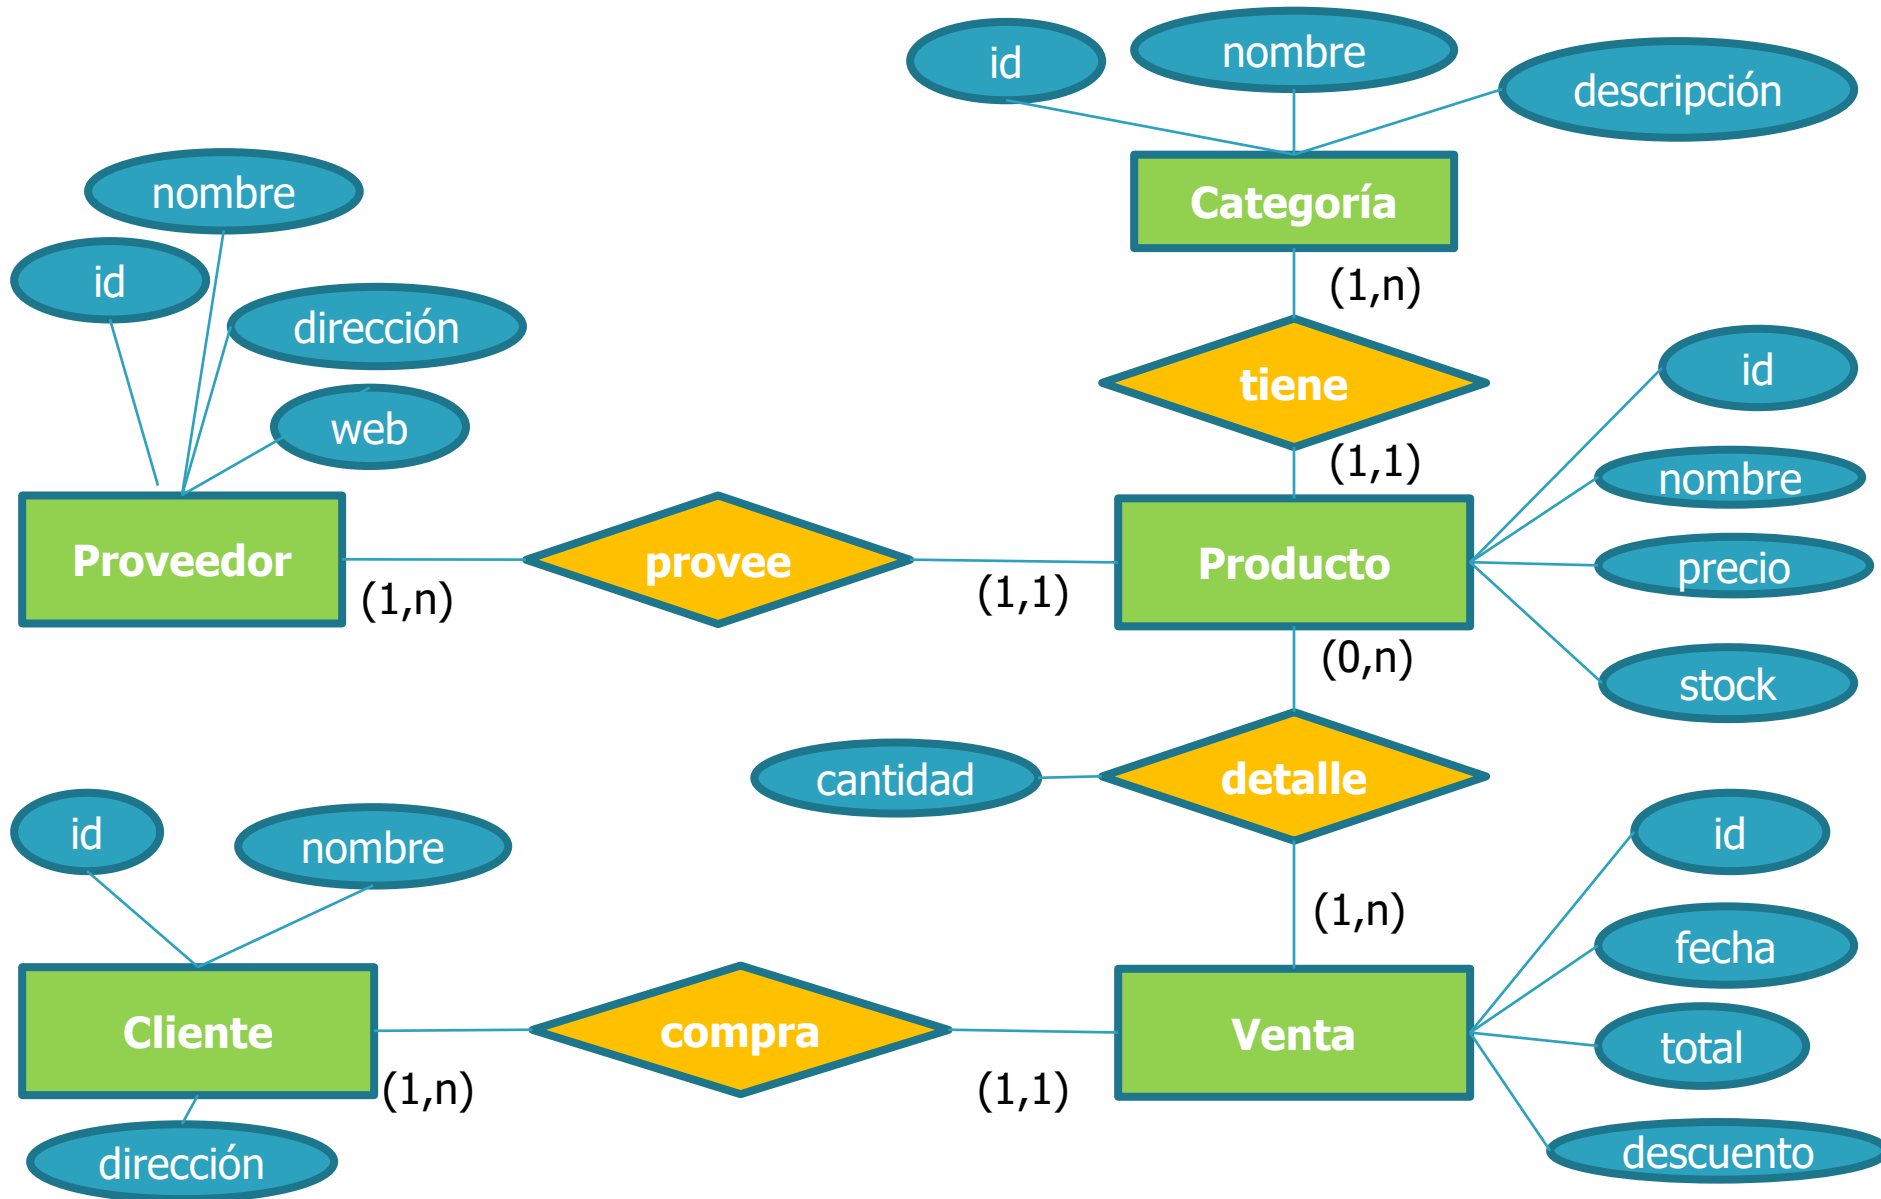 id
nombre
descripción
Categoría
(1,n)
tiene
(1,1)
nombre
id
dirección
web
Proveedor
(1,n)
provee
(1,1)
Producto
id
nombre
precio
stock
(0,n)
cantidad
detalle
(1,n)
id
nombre
Cliente
(1,n)
dirección
compra
(1,1)
Venta
id
fecha
total
descuento